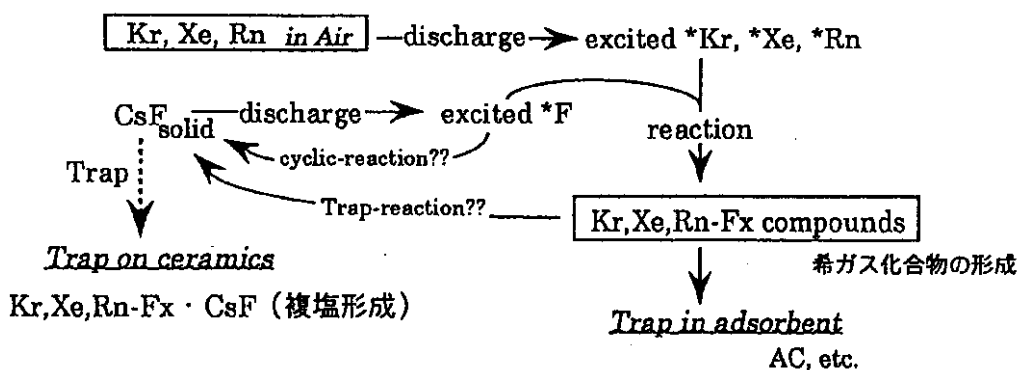 Kr, Xe, Rn in Air discharge excited *Kr, *Xe, *Rn
CsF solid discharge excited *F
reaction
cyclic-reaction??
Trap
Trap-reaction??
Kr,Xe,Rn-Fx compounds
希ガス化合物の形成
Trap on ceramics
Kr,Xe,Rn-Fx・CsF（複塩形成）
Trap in adsorbent
AC, etc.